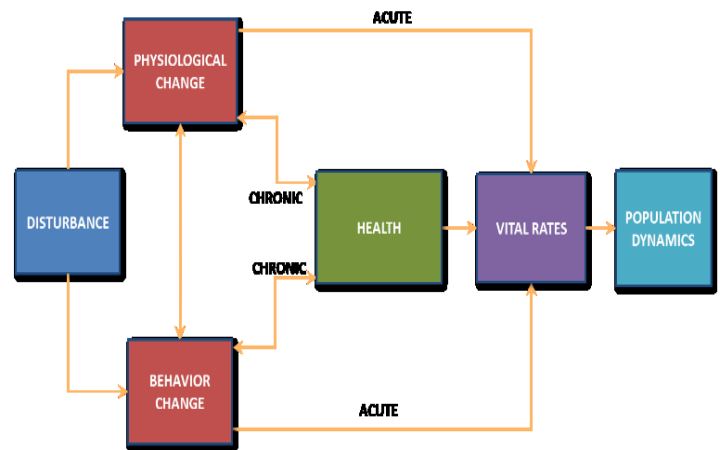 ACUTE
PHYSIOLOGICAL
CHANGE
DISTURBANCE
CHRONIC
HEALTH
VITAL RATES
POPULATION
DYNAMICS
CHRONIC
BEHAVIOR
CHANGE
ACUTE